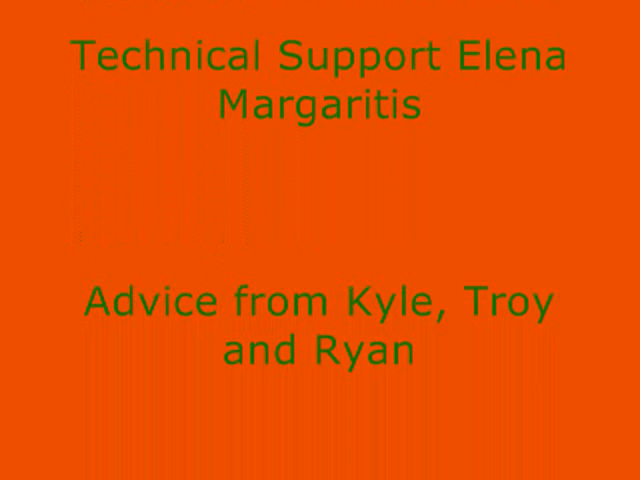 Technical Support Elena
Margaritis
Advice from Kyle, Troy
and Ryan